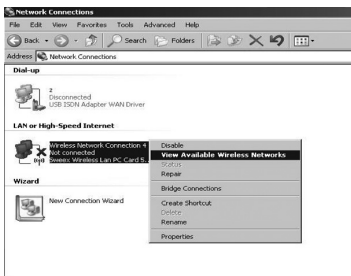 Network Connections
File Edit View Favorites Tools Advanced Help
Back Search Folders
Address Network Connections
Dial-up
2
Disconnected
USB ISDN Adapter WAN Driver
LAN or High-Speed Internet
Wireless Network Connection 4
Not connected
Sweex Wireless Lan PC Card 5...
Disable
View Available Wireless Networks
Status
Repair
Bridge Connections
Create Shortcut
Delete
Rename
Properties
Wizard
New Connection Wizard